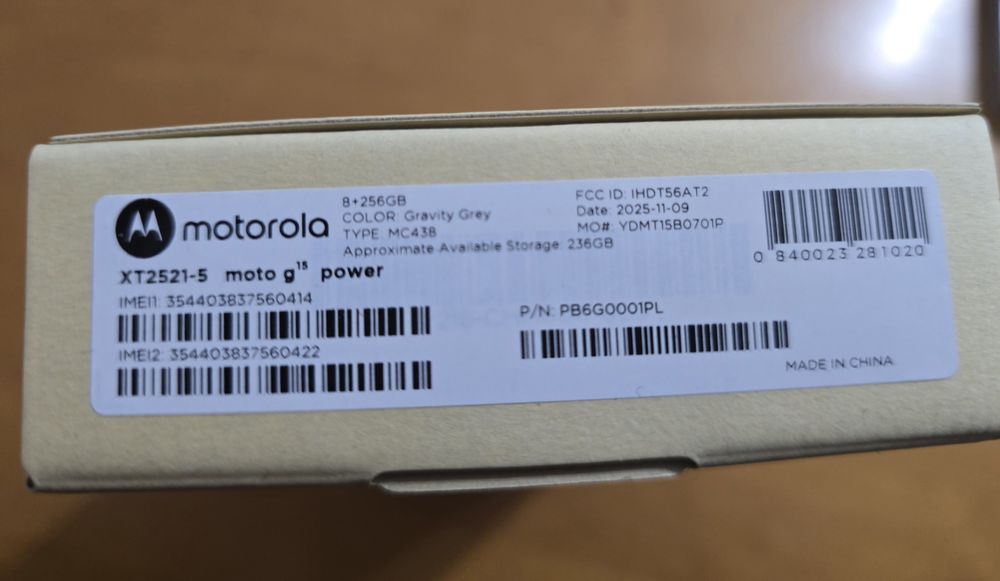 motorola
8+256GB
COLOR: Gravity Grey
TYPE: MC43B
Approximate Available Storage: 236GB
FCC ID: IHDT56AT2
Date: 2025-11-09
MO#: YDMT15B0701P
0 840023 281020
XT2521-5 moto g15 power
IMEI1: 354403837560414
IMEI2: 354403837560422
P/N: PB6G0001PL
MADE IN CHINA